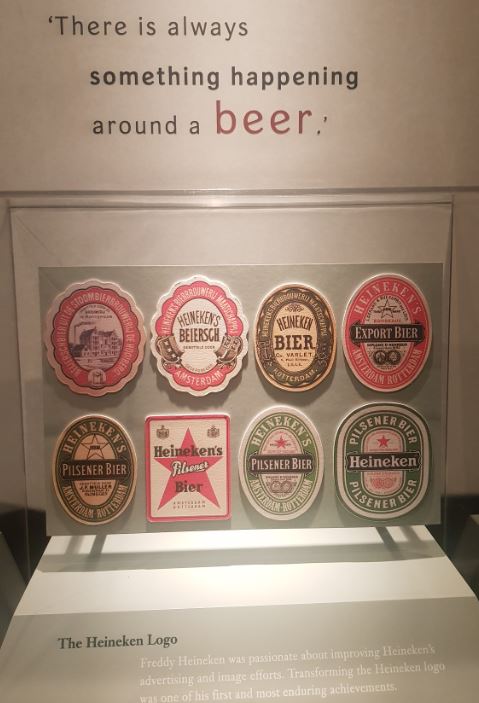 ‘There is always
something happening
around a beer.’
HEINEKEN'S
BEIERSCH
AMSTERDAM
HEINEKEN
BIER
Cu. VARLET.
ROTTERDAM.
HEINEKEN'S
EXPORT BIER
AMSTERDAM ROTTERDAM
HEINEKEN'S
PILSENER BIER
AMSTERDAM-ROTTERDAM
Heineken's
Pilsener
Bier
AMSTERDAM
ROTTERDAM
HEINEKEN'S
PILSENER BIER
AMSTERDAM-ROTTERDAM
PILSENER BIER
Heineken
PILSENER BIER
The Heineken Logo
Freddy Heineken was passionate about improving Heineken's
advertising and image efforts. Transforming the Heineken logo
was one of his first and most enduring achievements.